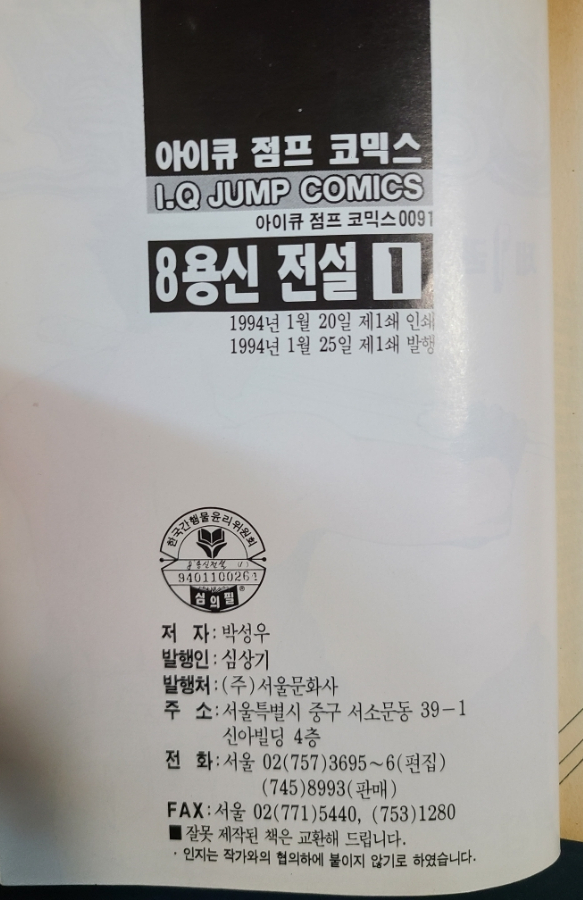 아이큐 점프 코믹스
I.Q JUMP COMICS
아이큐 점프 코믹스0091
8용신 전설 1
1994년 1월 20일 제1쇄 인쇄
1994년 1월 25일 제1쇄 발행
한국간행물윤리위원회
심의필
저 자:박성우
발행인:심상기
발행처:(주)서울문화사
주 소:서울특별시 중구 서소문동 39-1
신아빌딩 4층
전 화:서울 02(757)3695~6(편집)
(745)8993(판매)
FAX:서울 02(771)5440, (753)1280
■ 잘못 제작된 책은 교환해 드립니다.
· 인지는 작가와의 협의하에 붙이지 않기로 하였습니다.